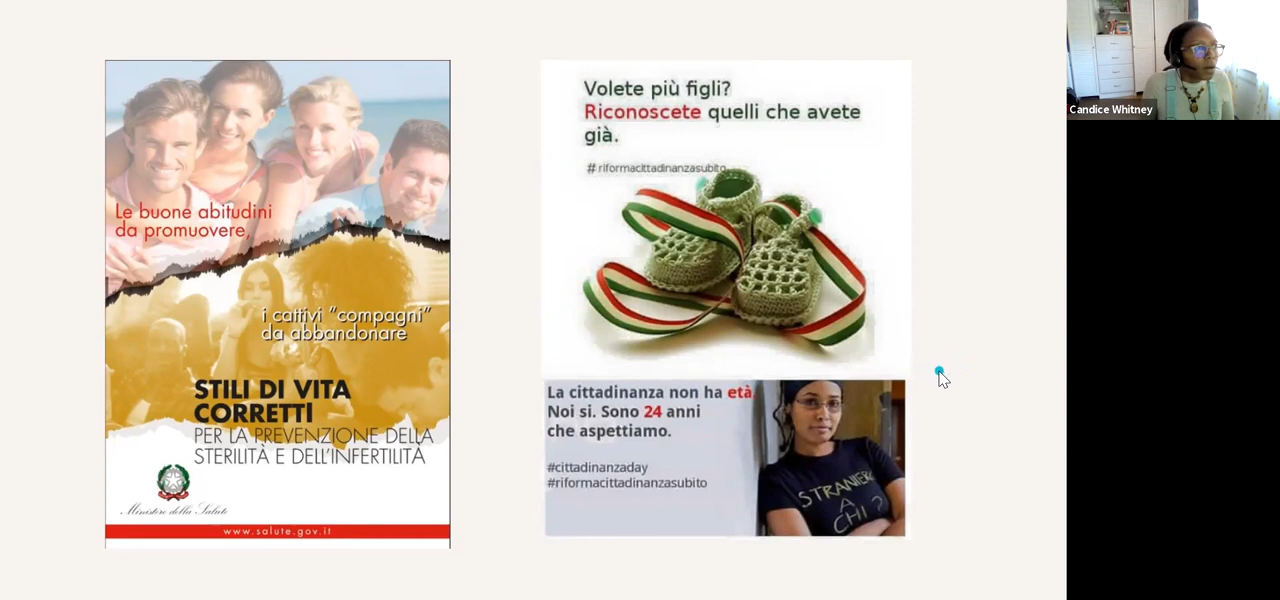 Le buone abitudini
da promuovere,
i cattivi "compagni"
da abbandonare
STILI DI VITA
CORRETTI
PER LA PREVENZIONE DELLA
STERILITÀ E DELL'INFERTILITÀ
Ministero della Salute
www.salute.gov.it
Volete più figli?
Riconoscete quelli che avete
già.
#riformacittadinanzasubito
La cittadinanza non ha età
Noi si. Sono 24 anni
che aspettiamo.
#cittadinanzaday
#riformacittadinanzasubito
STRANIERO
A
CHI?
Candice Whitney